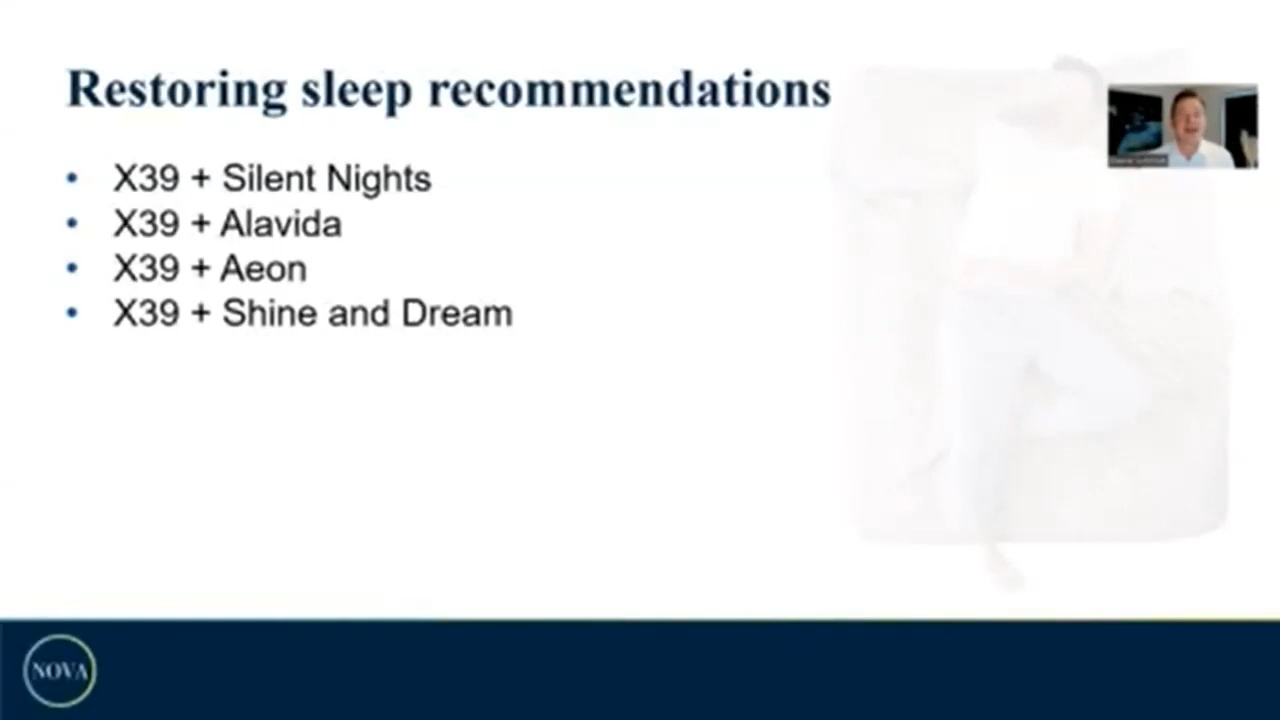 Restoring sleep recommendations
• X39 + Silent Nights
• X39 + Alavida
• X39 + Aeon
• X39 + Shine and Dream
NOVA